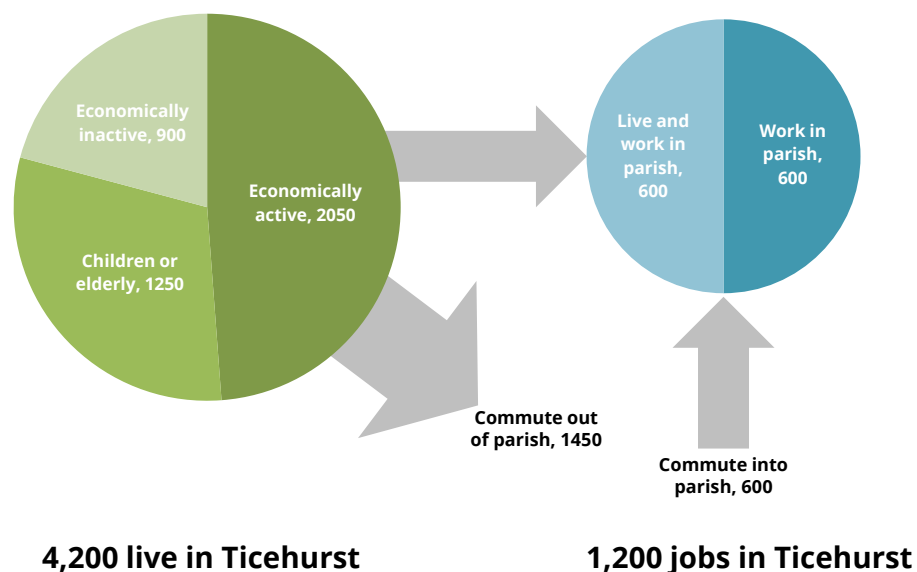 Economically
inactive, 900
Economically
active, 2050
Children or
elderly, 1250
Live and
work in
parish,
600
Work in
parish,
600
Commute out
of parish, 1450
Commute into
parish, 600
4,200 live in Ticehurst
1,200 jobs in Ticehurst